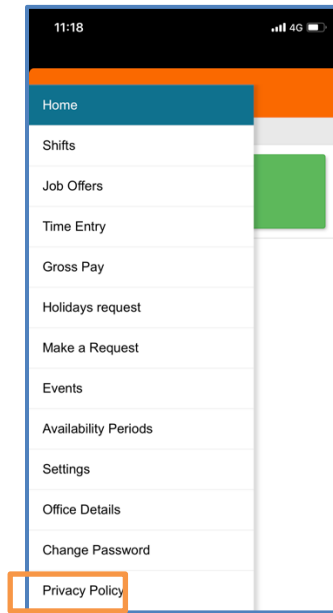 11:18 4G
Home
Shifts
Job Offers
Time Entry
Gross Pay
Holidays request
Make a Request
Events
Availability Periods
Settings
Office Details
Change Password
Privacy Policy